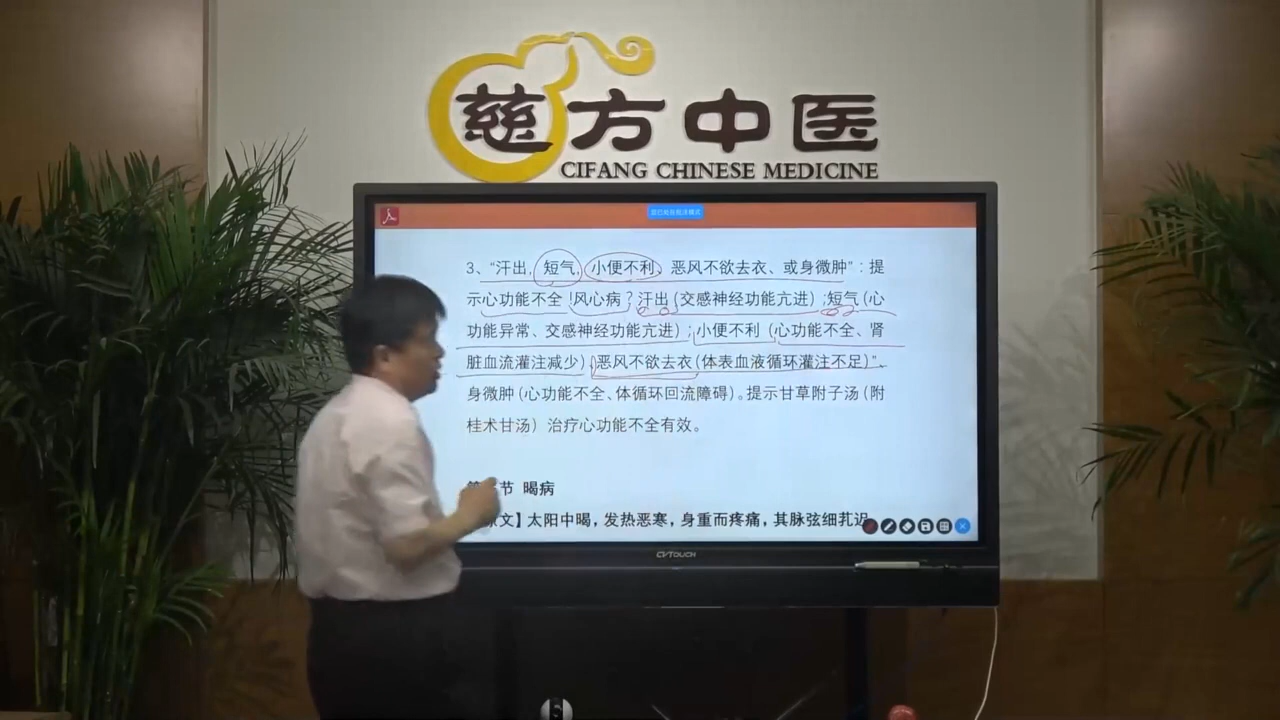 慈方中医
CIFANG CHINESE MEDICINE
3、“汗出,短气,小便不利、恶风不欲去衣、或身微肿”:提
示心功能不全!风心病?汗出(交感神经功能亢进);短气(心
功能异常、交感神经功能亢进);小便不利(心功能不全、肾
脏血流灌注减少)、恶风不欲去衣(体表血液循环灌注不足)”、
身微肿(心功能不全、体循环回流障碍)。提示甘草附子汤(附
桂术甘汤)治疗心功能不全有效。
节 暍病
文】太阳中暍,发热恶寒,身重而疼痛,其脉弦细芤迟
CVTOUCH